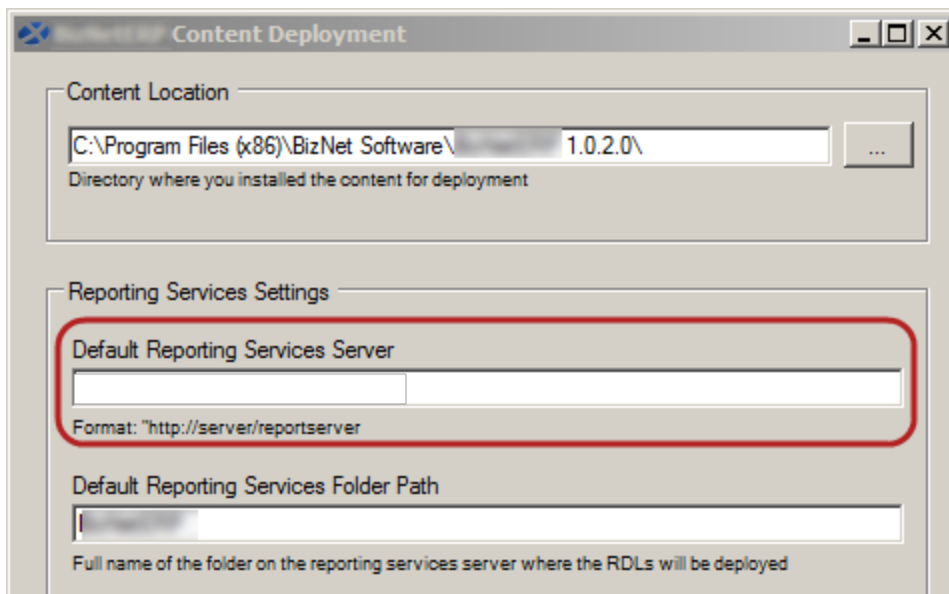 Content Deployment
Content Location
C:\Program Files (x86)\BizNet Software\ 1.0.2.0\
...
Directory where you installed the content for deployment
Reporting Services Settings
Default Reporting Services Server
Format: "http://server/reportserver
Default Reporting Services Folder Path
Full name of the folder on the reporting services server where the RDLs will be deployed